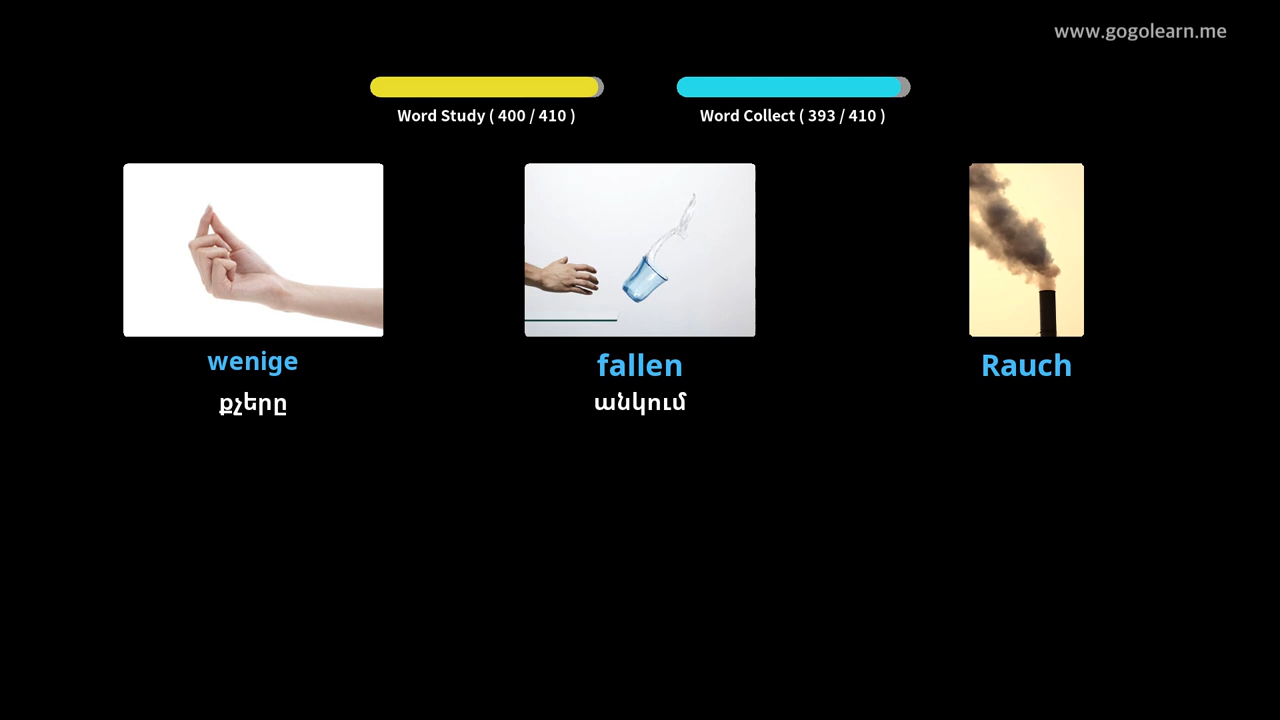 www.gogolearn.me
Word Study ( 400 / 410 )
Word Collect ( 393 / 410 )
wenige
fallen
Rauch
քչերը
անկում